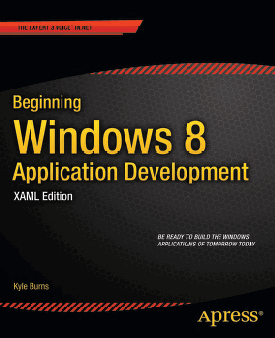 THE EXPERT'S VOICE® IN .NET
Beginning
Windows 8
Application Development
XAML Edition
BE READY TO BUILD THE WINDOWS
APPLICATIONS OF TOMORROW TODAY
Kyle Burns
Apress®